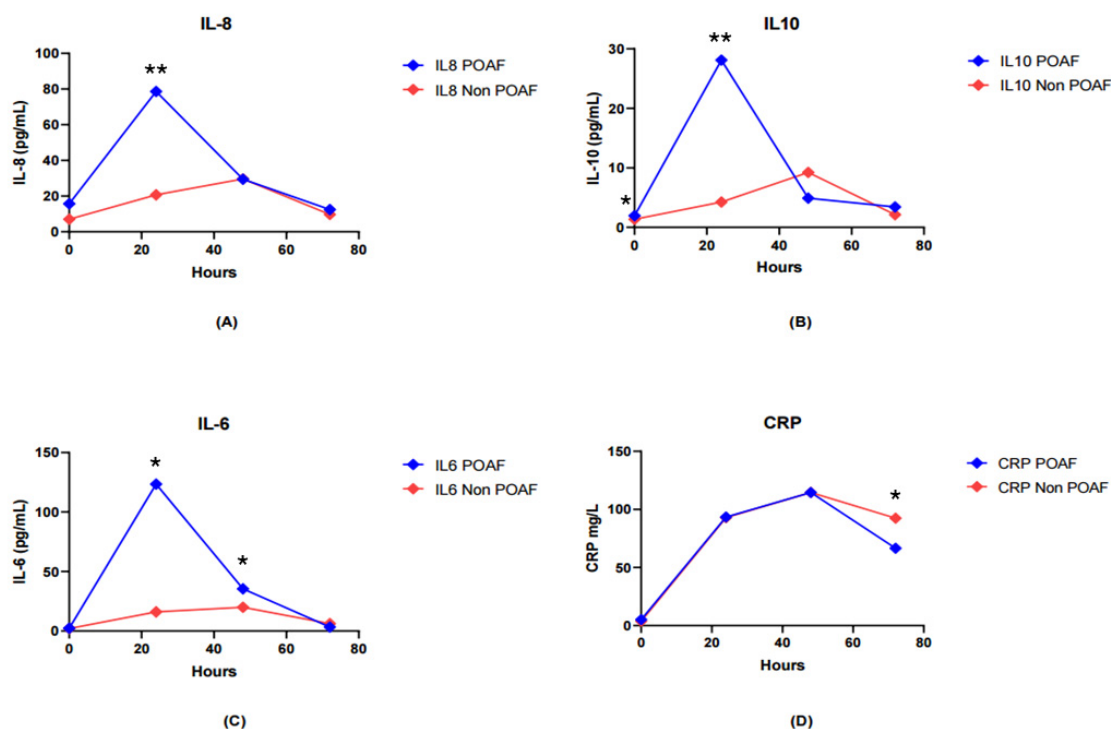 IL-8
**
IL8 POAF
IL8 Non POAF
IL-8 (pg/mL)
100
80
60
40
20
0
0 20 40 60 80
Hours
(A)
IL10
**
*
IL10 POAF
IL10 Non POAF
IL-10 (pg/mL)
30
20
10
0
0 20 40 60 80
Hours
(B)
IL-6
*
*
IL6 POAF
IL6 Non POAF
IL-6 (pg/mL)
150
100
50
0
0 20 40 60 80
Hours
(C)
CRP
*
CRP POAF
CRP Non POAF
CRP mg/L
150
100
50
0
0 20 40 60 80
Hours
(D)